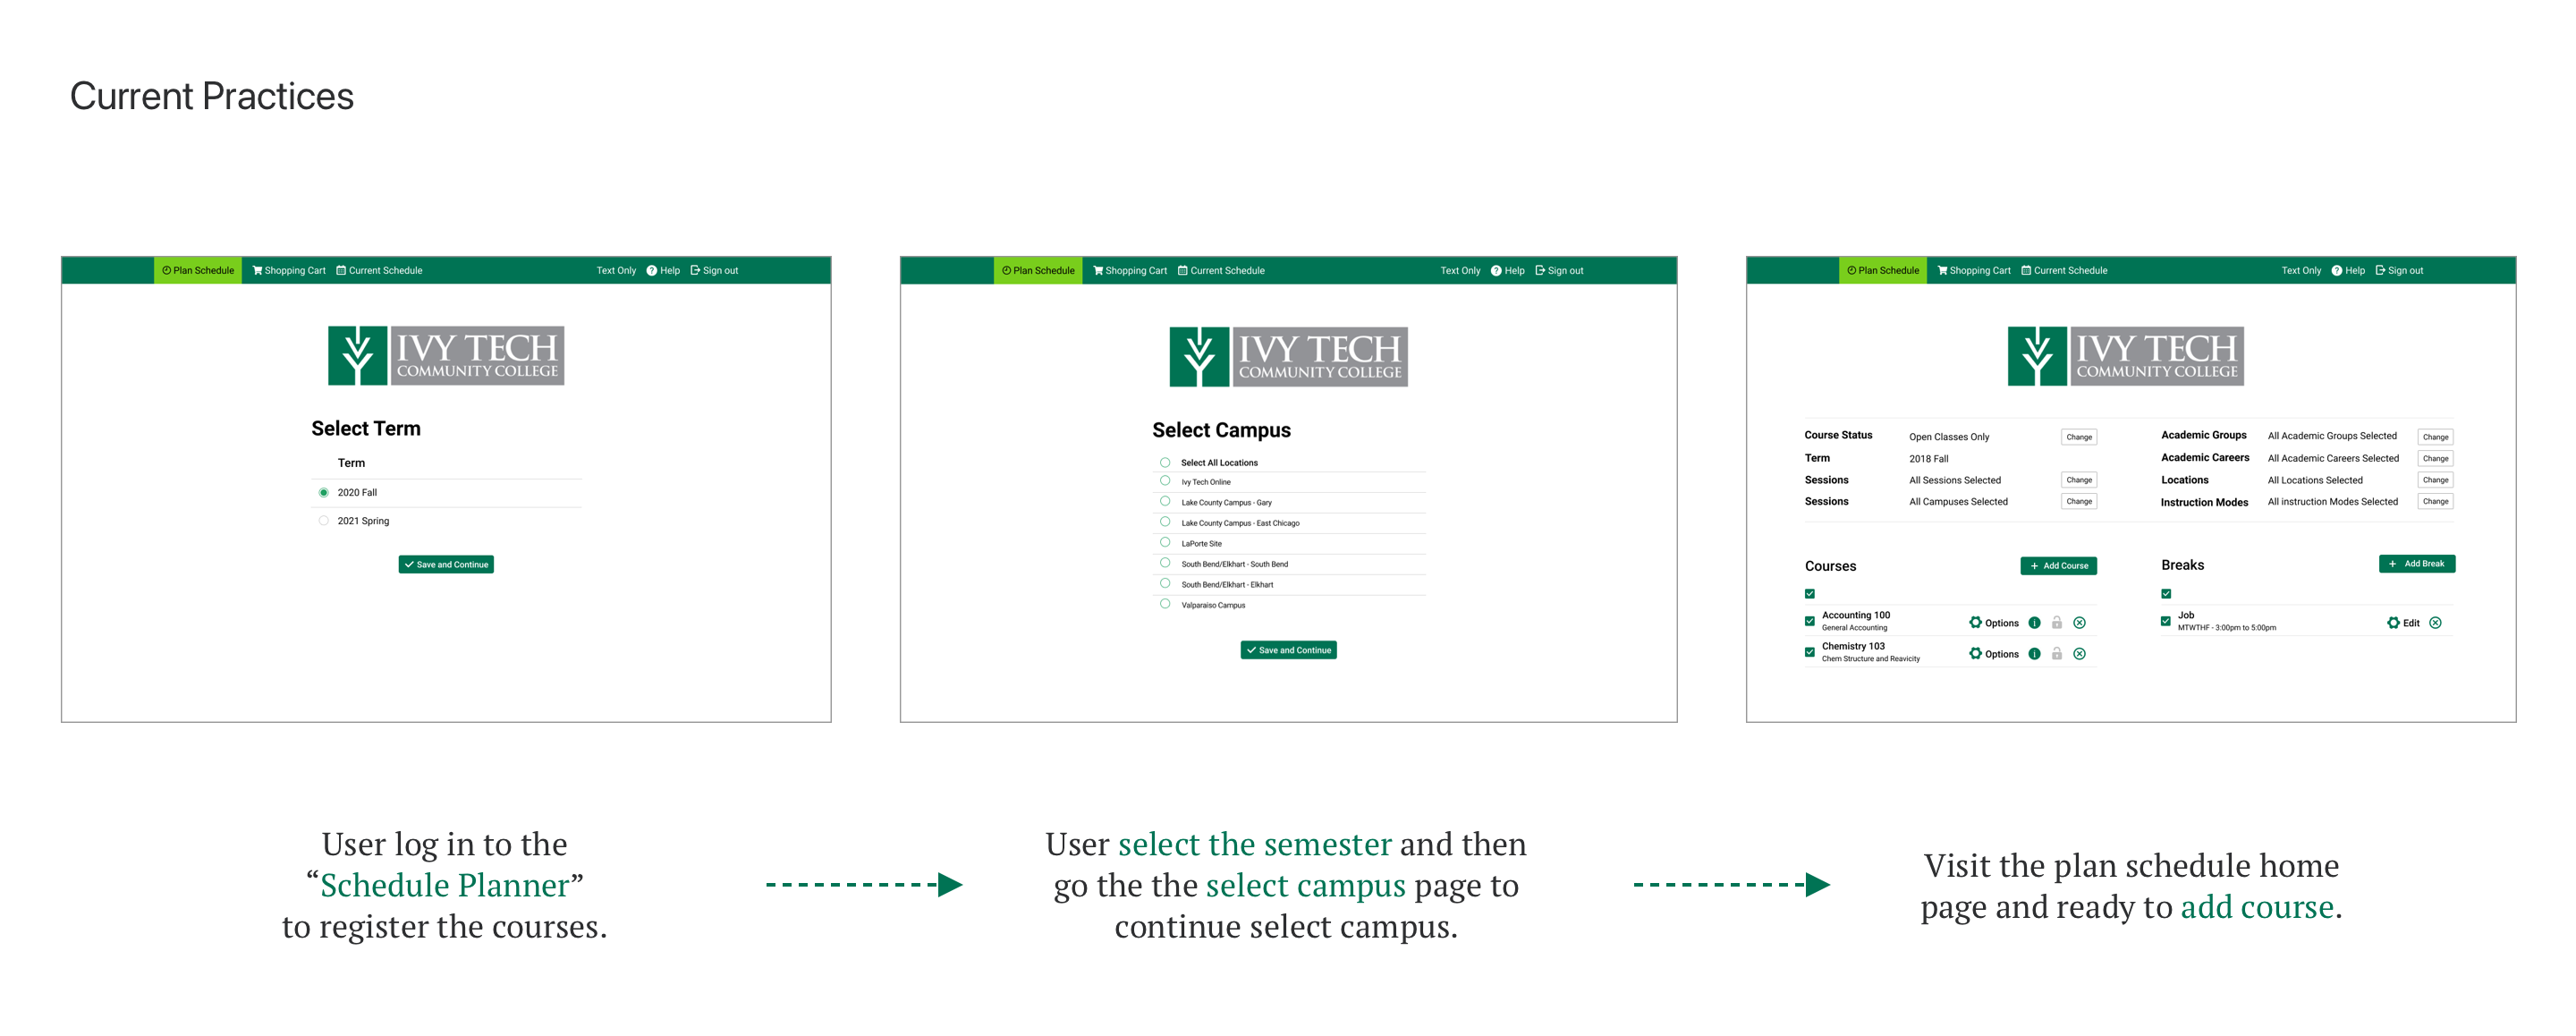 Current Practices
Plan Schedule Shopping Cart Current Schedule Text Only Help Sign out
IVY TECH
COMMUNITY COLLEGE
Select Term
Term
2020 Fall
2021 Spring
Save and Continue
User log in to the
“Schedule Planner”
to register the courses.
Plan Schedule Shopping Cart Current Schedule Text Only Help Sign out
IVY TECH
COMMUNITY COLLEGE
Select Campus
Select All Locations
Ivy Tech Online
Lake County Campus - Gary
Lake County Campus - East Chicago
LaPorte Site
South Bend/Elkhart - South Bend
South Bend/Elkhart - Elkhart
Valparaiso Campus
Save and Continue
User select the semester and then
go the the select campus page to
continue select campus.
Plan Schedule Shopping Cart Current Schedule Text Only Help Sign out
IVY TECH
COMMUNITY COLLEGE
Course Status Open Classes Only Change
Term 2018 Fall
Sessions All Sessions Selected Change
Sessions All Campuses Selected Change
Academic Groups All Academic Groups Selected Change
Academic Careers All Academic Careers Selected Change
Locations All Locations Selected Change
Instruction Modes All instruction Modes Selected Change
Courses + Add Course
Accounting 100
General Accounting
Options
Chemistry 103
Chem Structure and Reavicity
Options
Breaks + Add Break
Job
MTWTHF - 3:00pm to 5:00pm
Edit
Visit the plan schedule home
page and ready to add course.